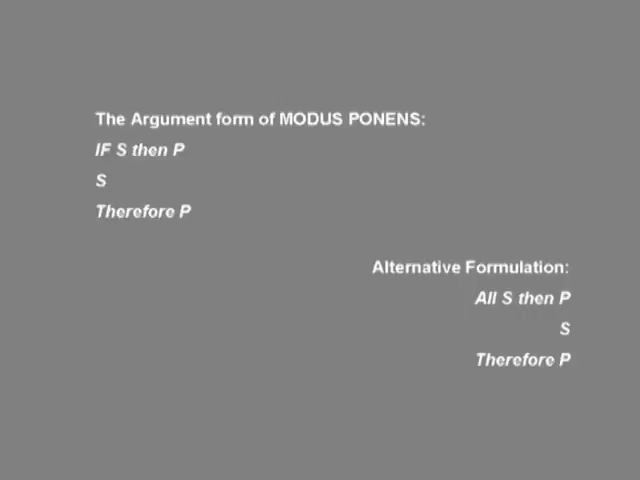 The Argument form of MODUS PONENS:
IF S then P
S
Therefore P
Alternative Formulation:
All S then P
S
Therefore P